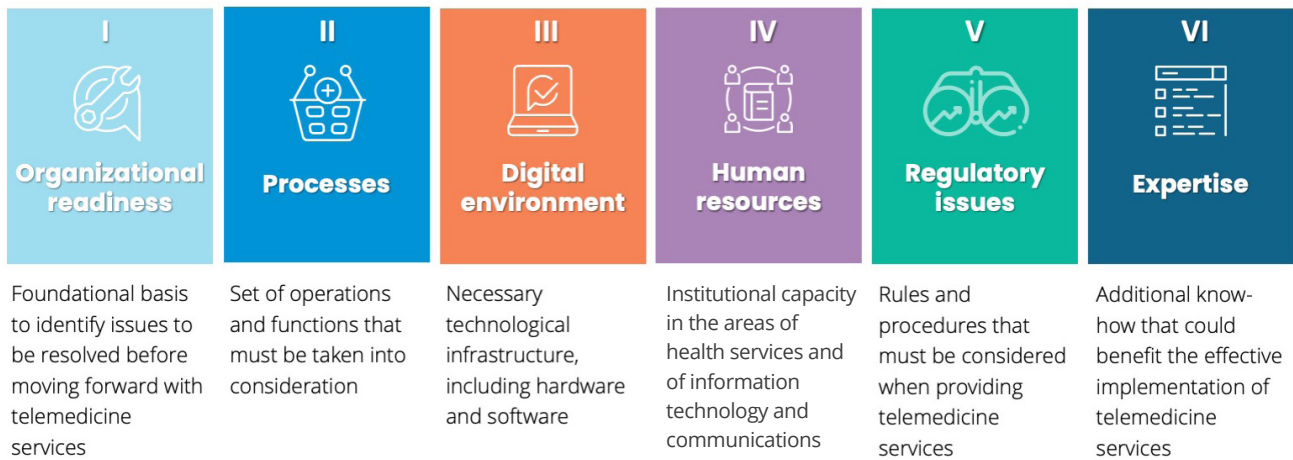 I
Organizational
readiness
Foundational basis
to identify issues to
be resolved before
moving forward with
telemedicine
services
II
Processes
Set of operations
and functions that
must be taken into
consideration
III
Digital
environment
Necessary
technological
infrastructure,
including hardware
and software
IV
Human
resources
Institutional capacity
in the areas of
health services and
of information
technology and
communications
V
Regulatory
issues
Rules and
procedures that
must be considered
when providing
telemedicine
services
VI
Expertise
Additional know-
how that could
benefit the effective
implementation of
telemedicine
services